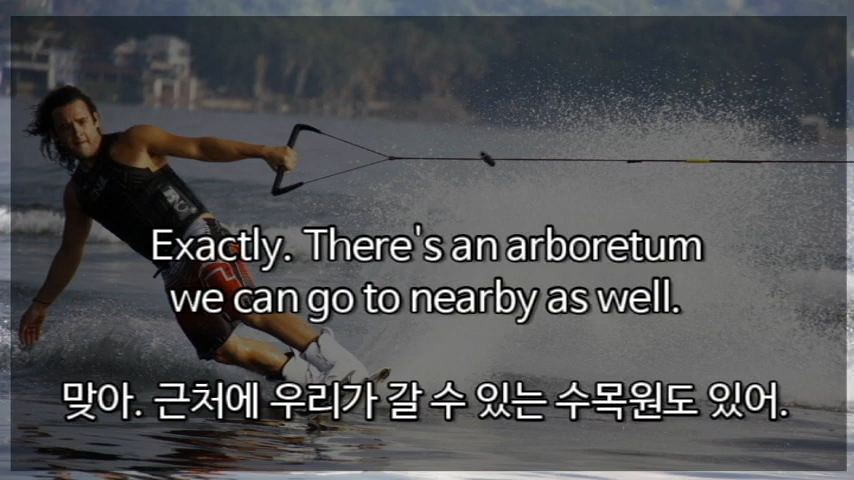 Exactly. There's an arboretum
we can go to nearby as well.
맞아. 근처에 우리가 갈 수 있는 수목원도 있어.